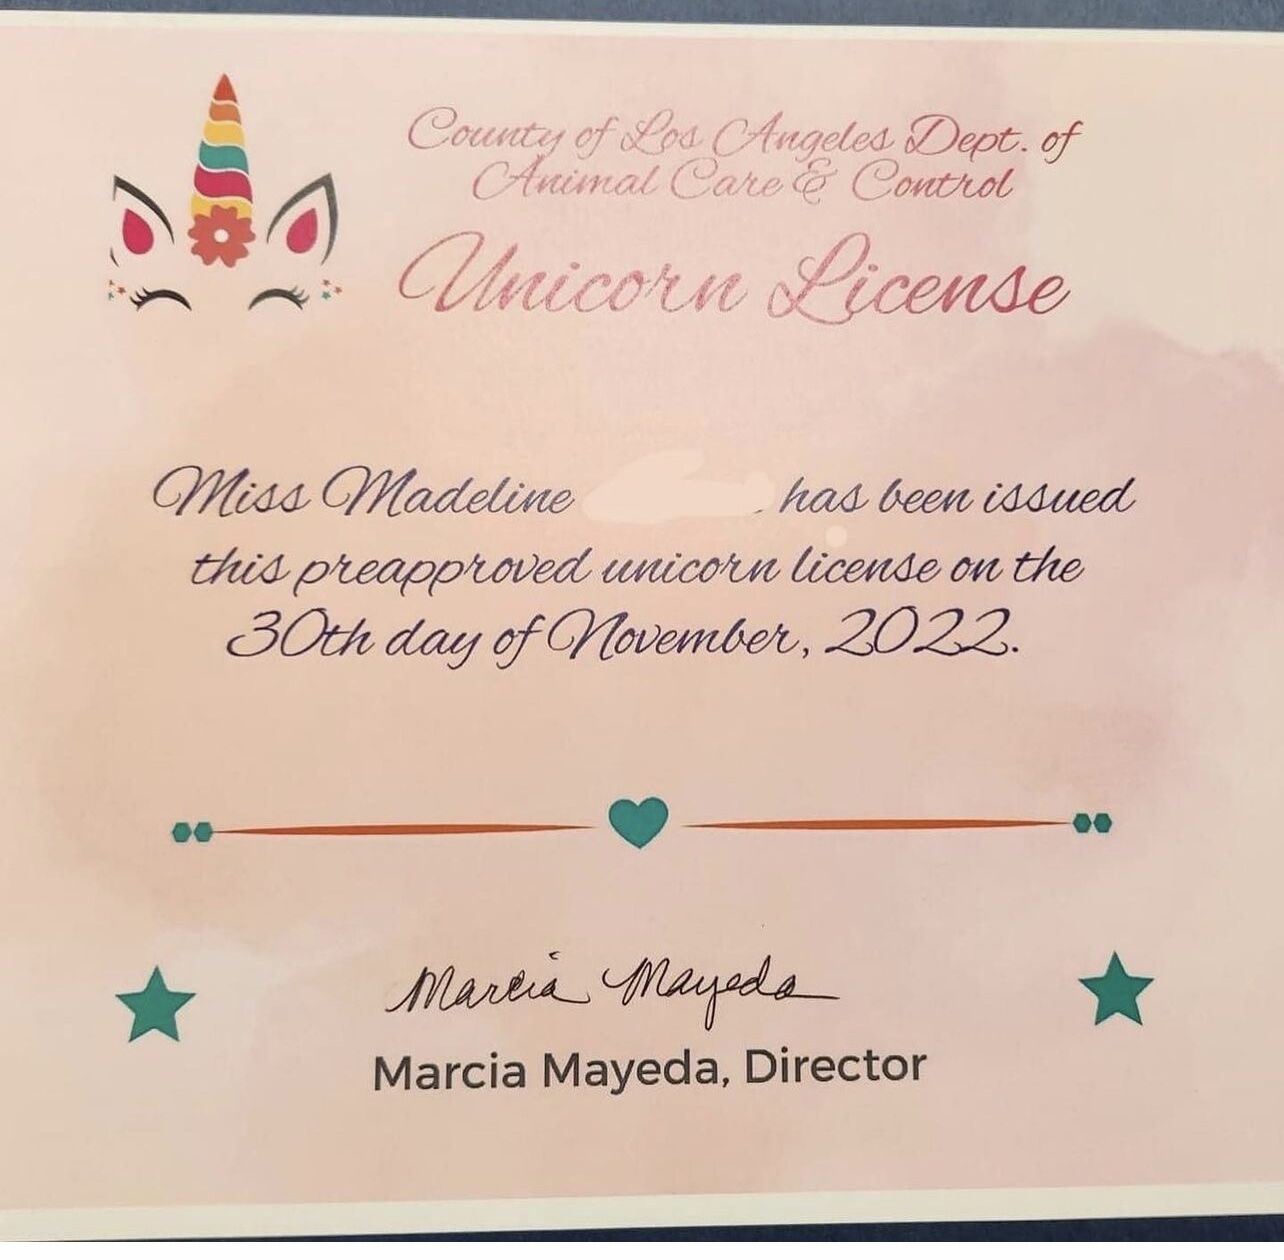 County of Los Angeles Dept. of
Animal Care & Control
Unicorn License
Miss Madeline has been issued
this preapproved unicorn license on the
30th day of November, 2022.
Marcia Mayeda
Marcia Mayeda, Director